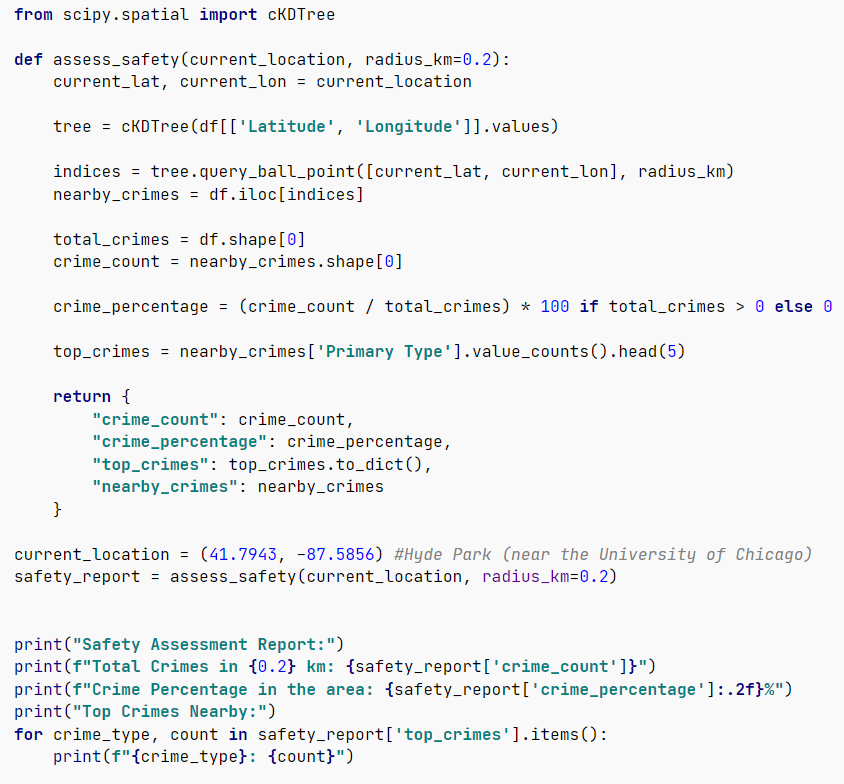 from scipy.spatial import cKDTree
def assess_safety(current_location, radius_km=0.2):
    current_lat, current_lon = current_location
    tree = cKDTree(df[['Latitude', 'Longitude']].values)
    indices = tree.query_ball_point([current_lat, current_lon], radius_km)
    nearby_crimes = df.iloc[indices]
    total_crimes = df.shape[0]
    crime_count = nearby_crimes.shape[0]
    crime_percentage = (crime_count / total_crimes) * 100 if total_crimes > 0 else 0
    top_crimes = nearby_crimes['Primary Type'].value_counts().head(5)
    return {
        "crime_count": crime_count,
        "crime_percentage": crime_percentage,
        "top_crimes": top_crimes.to_dict(),
        "nearby_crimes": nearby_crimes
    }
current_location = (41.7943, -87.5856) #Hyde Park (near the University of Chicago)
safety_report = assess_safety(current_location, radius_km=0.2)
print("Safety Assessment Report:")
print(f"Total Crimes in {0.2} km: {safety_report['crime_count']}")
print(f"Crime Percentage in the area: {safety_report['crime_percentage']:.2f}%")
print("Top Crimes Nearby:")
for crime_type, count in safety_report['top_crimes'].items():
    print(f"{crime_type}: {count}")